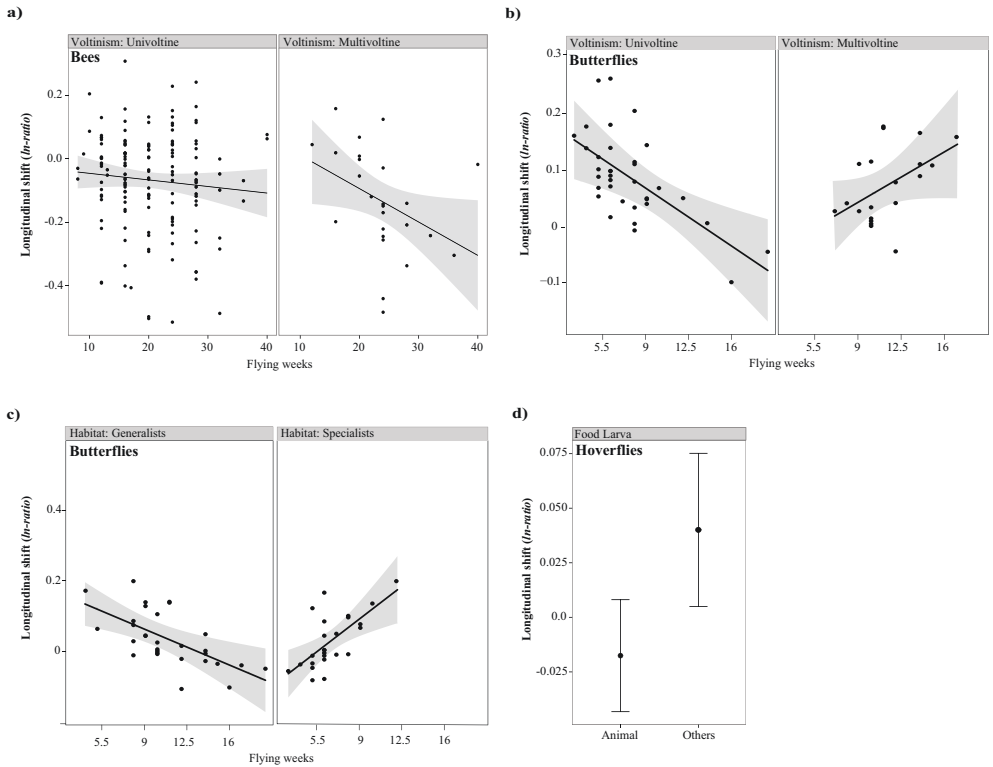 a)
Voltinism: Univoltine
Voltinism: Multivoltine
Bees
Longitudinal shift (ln-ratio)
0.2
0.0
-0.2
-0.4
10
20
30
40
10
20
30
40
Flying weeks
b)
Voltinism: Univoltine
Voltinism: Multivoltine
Butterflies
Longitudinal shift (ln-ratio)
0.3
0.2
0.1
0
−0.1
5.5
9
12.5
16
5.5
9
12.5
16
Flying weeks
c)
Habitat: Generalists
Habitat: Specialists
Butterflies
Longitudinal shift (ln-ratio)
0.4
0.2
0
5.5
9
12.5
16
5.5
9
12.5
16
Flying weeks
d)
Food Larva
Hoverflies
Longitudinal shift (ln-ratio)
0.075
0.050
0.025
0.0
-0.025
Animal
Others